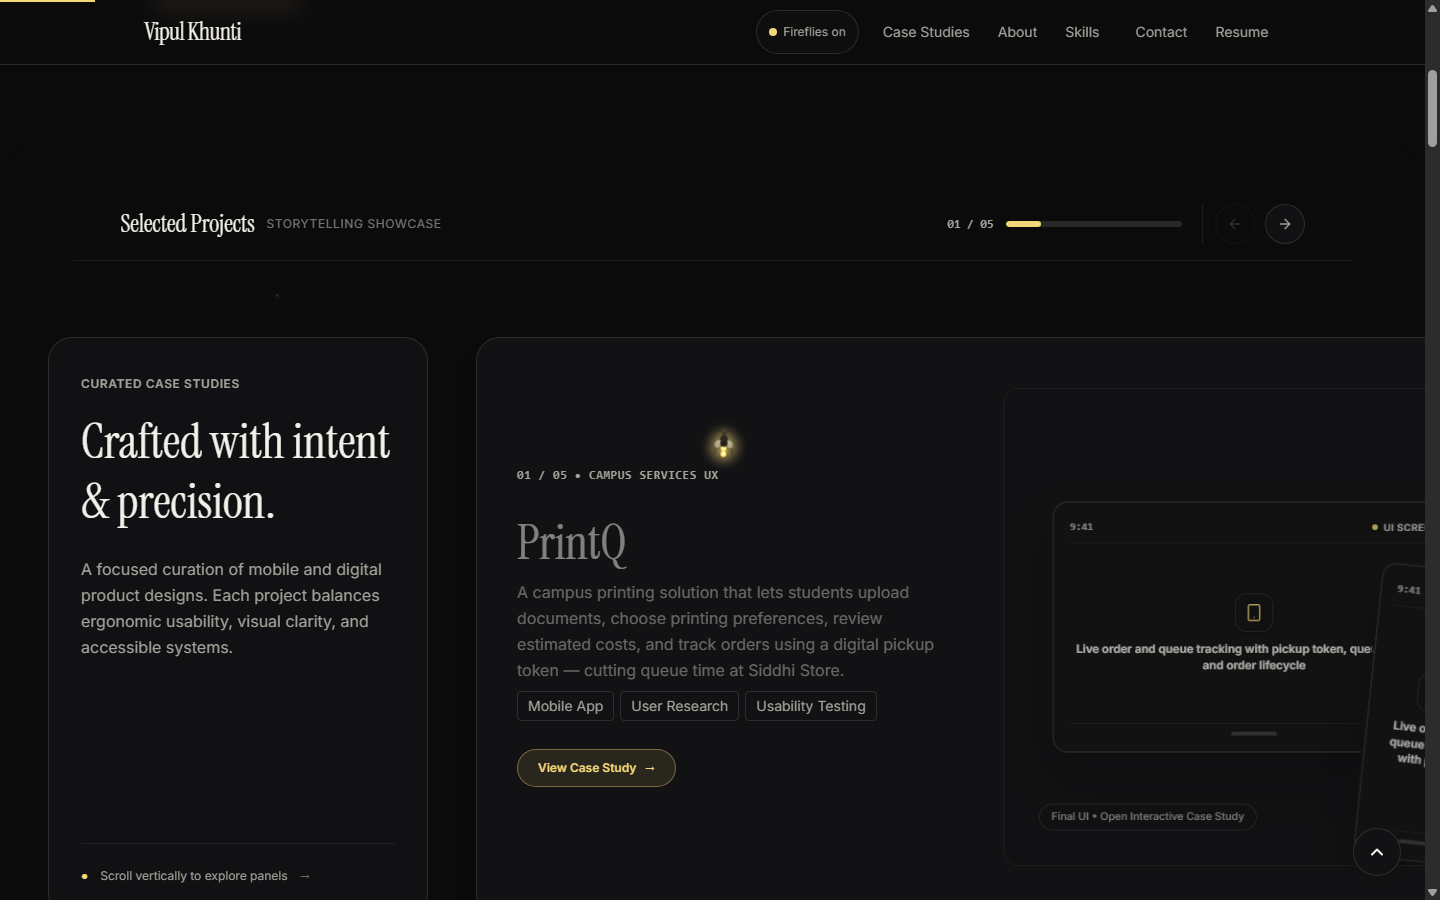 Vipul Khunti
Fireflies on
Case Studies
About
Skills
Contact
Resume
Selected Projects
STORYTELLING SHOWCASE
01 / 05
←
→
CURATED CASE STUDIES
Crafted with intent
& precision.
A focused curation of mobile and digital
product designs. Each project balances
ergonomic usability, visual clarity, and
accessible systems.
Scroll vertically to explore panels →
01 / 05 • CAMPUS SERVICES UX
PrintQ
A campus printing solution that lets students upload
documents, choose printing preferences, review
estimated costs, and track orders using a digital pickup
token — cutting queue time at Siddhi Store.
Mobile App
User Research
Usability Testing
View Case Study →
9:41
UI
Live order and queue tracking with pickup token,
and order lifecycle
Final UI • Open Interactive Case Study
9:41
Live
queue
with